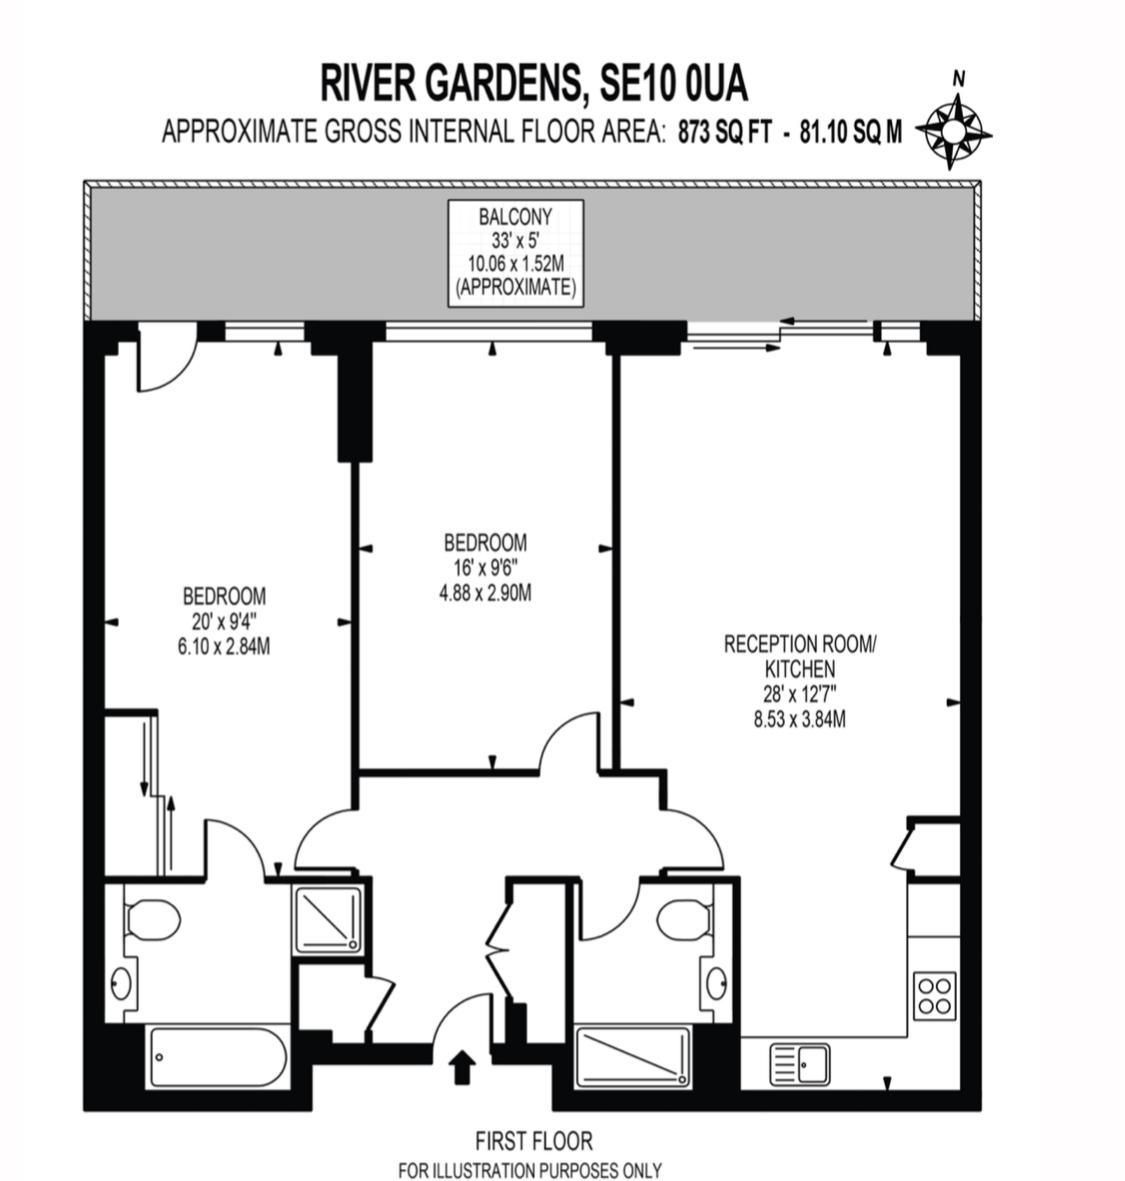 RIVER GARDENS, SE10 0UA
N
APPROXIMATE GROSS INTERNAL FLOOR AREA: 873 SQ FT - 81.10 SQ M
BALCONY
33' x 5'
10.06 x 1.52M
(APPROXIMATE)
BEDROOM
20' x 9'4"
6.10 x 2.84M
BEDROOM
16' x 9'6"
4.88 x 2.90M
RECEPTION ROOM/
KITCHEN
28' x 12'7"
8.53 x 3.84M
FIRST FLOOR
FOR ILLUSTRATION PURPOSES ONLY